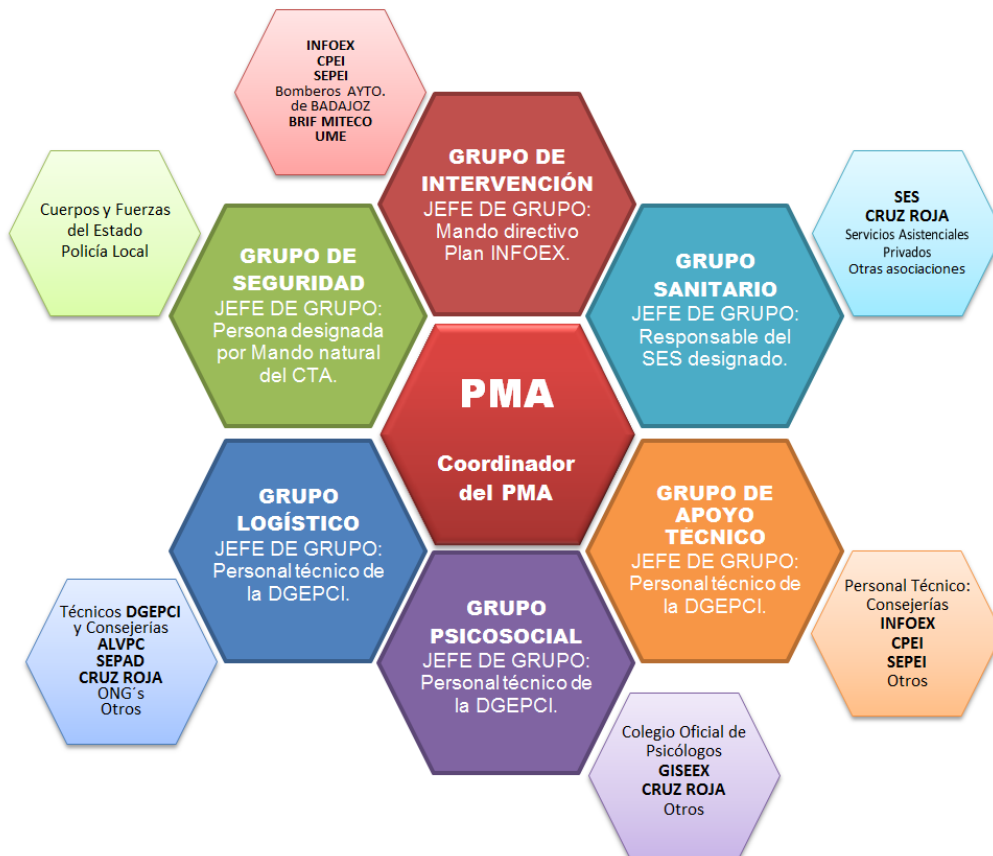 INFOEX
CPEI
SEPEI
Bomberos AYTO.
de BADAJOZ
BRIF MITECO
UME
GRUPO DE
INTERVENCIÓN
JEFE DE GRUPO:
Mando directivo
Plan INFOEX.
Cuerpos y Fuerzas
del Estado
Policía Local
GRUPO DE
SEGURIDAD
JEFE DE GRUPO:
Persona designada
por Mando natural
del CTA.
GRUPO
SANITARIO
JEFE DE GRUPO:
Responsable del
SES designado.
SES
CRUZ ROJA
Servicios Asistenciales
Privados
Otras asociaciones
PMA
Coordinador
del PMA
GRUPO
LOGÍSTICO
JEFE DE GRUPO:
Personal técnico de
la DGEPCI.
GRUPO DE
APOYO
TÉCNICO
JEFE DE GRUPO:
Personal técnico de
la DGEPCI.
Técnicos DGEPCI
y Consejerías
ALVPC
SEPAD
CRUZ ROJA
ONG´s
Otros
GRUPO
PSICOSOCIAL
JEFE DE GRUPO:
Personal técnico de
la DGEPCI.
Personal Técnico:
Consejerías
INFOEX
CPEI
SEPEI
Otros
Colegio Oficial de
Psicólogos
GISEEX
CRUZ ROJA
Otros